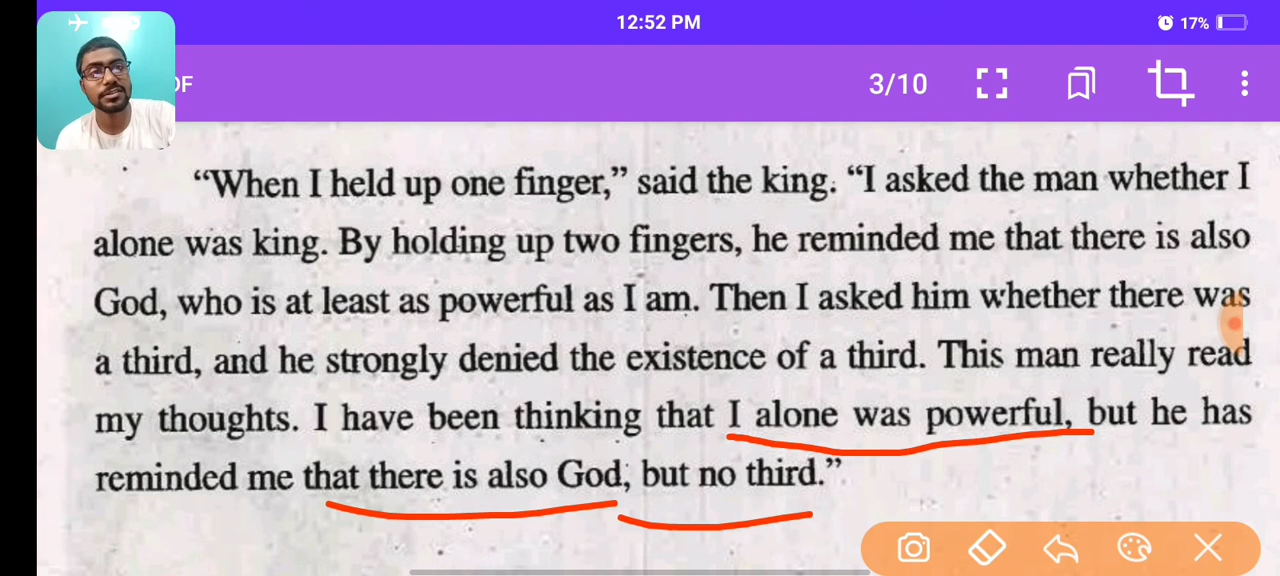 12:52 PM
17%
DF
3/10
“When I held up one finger,” said the king. “I asked the man whether I
alone was king. By holding up two fingers, he reminded me that there is also
God, who is at least as powerful as I am. Then I asked him whether there was
a third, and he strongly denied the existence of a third. This man really read
my thoughts. I have been thinking that I alone was powerful, but he has
reminded me that there is also God, but no third.”